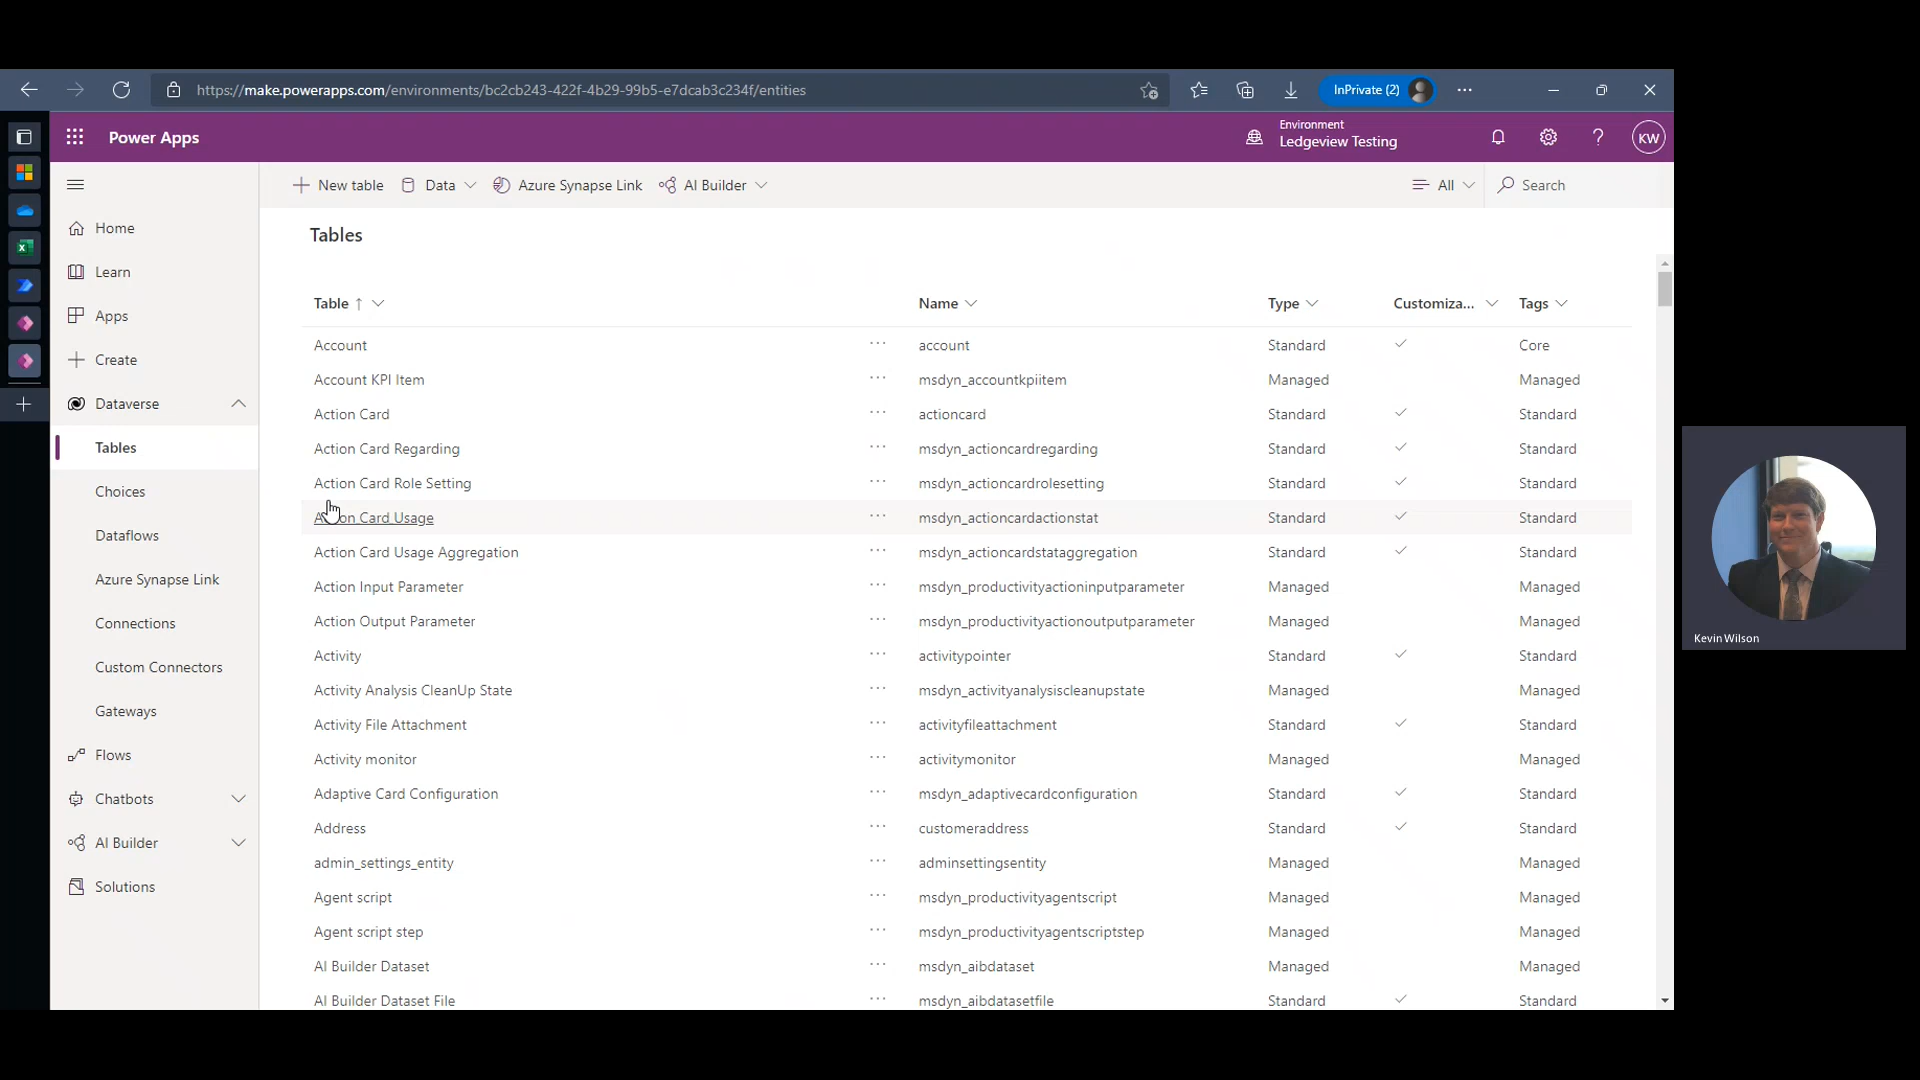 https://make.powerapps.com/environments/bc2cb243-422f-4b29-99b5-e7dcab3c234f/entities
InPrivate (2)
Power Apps
Environment
Ledgeview Testing
KW
New table
Data
Azure Synapse Link
AI Builder
All
Search
Home
Learn
Apps
Create
Dataverse
Tables
Choices
Dataflows
Azure Synapse Link
Connections
Custom Connectors
Gateways
Flows
Chatbots
AI Builder
Solutions
Tables
Table ↑ Name Type Customiza... Tags
Account ... account Standard ✓ Core
Account KPI Item ... msdyn_accountkpiitem Managed Managed
Action Card ... actioncard Standard ✓ Standard
Action Card Regarding ... msdyn_actioncardregarding Standard ✓ Standard
Action Card Role Setting ... msdyn_actioncardrolesetting Standard ✓ Standard
Action Card Usage ... msdyn_actioncardactionstat Standard ✓ Standard
Action Card Usage Aggregation ... msdyn_actioncardstataggregation Standard ✓ Standard
Action Input Parameter ... msdyn_productivityactioninputparameter Managed Managed
Action Output Parameter ... msdyn_productivityactionoutputparameter Managed Managed
Activity ... activitypointer Standard ✓ Standard
Activity Analysis CleanUp State ... msdyn_activityanalysiscleanupstate Managed Managed
Activity File Attachment ... activityfileattachment Standard ✓ Standard
Activity monitor ... activitymonitor Managed Managed
Adaptive Card Configuration ... msdyn_adaptivecardconfiguration Standard ✓ Standard
Address ... customeraddress Standard ✓ Standard
admin_settings_entity ... adminsettingsentity Managed Managed
Agent script ... msdyn_productivityagentscript Managed Managed
Agent script step ... msdyn_productivityagentscriptstep Managed Managed
AI Builder Dataset ... msdyn_aibdataset Managed Managed
AI Builder Dataset File ... msdyn_aibdatasetfile Standard ✓ Standard
Kevin Wilson